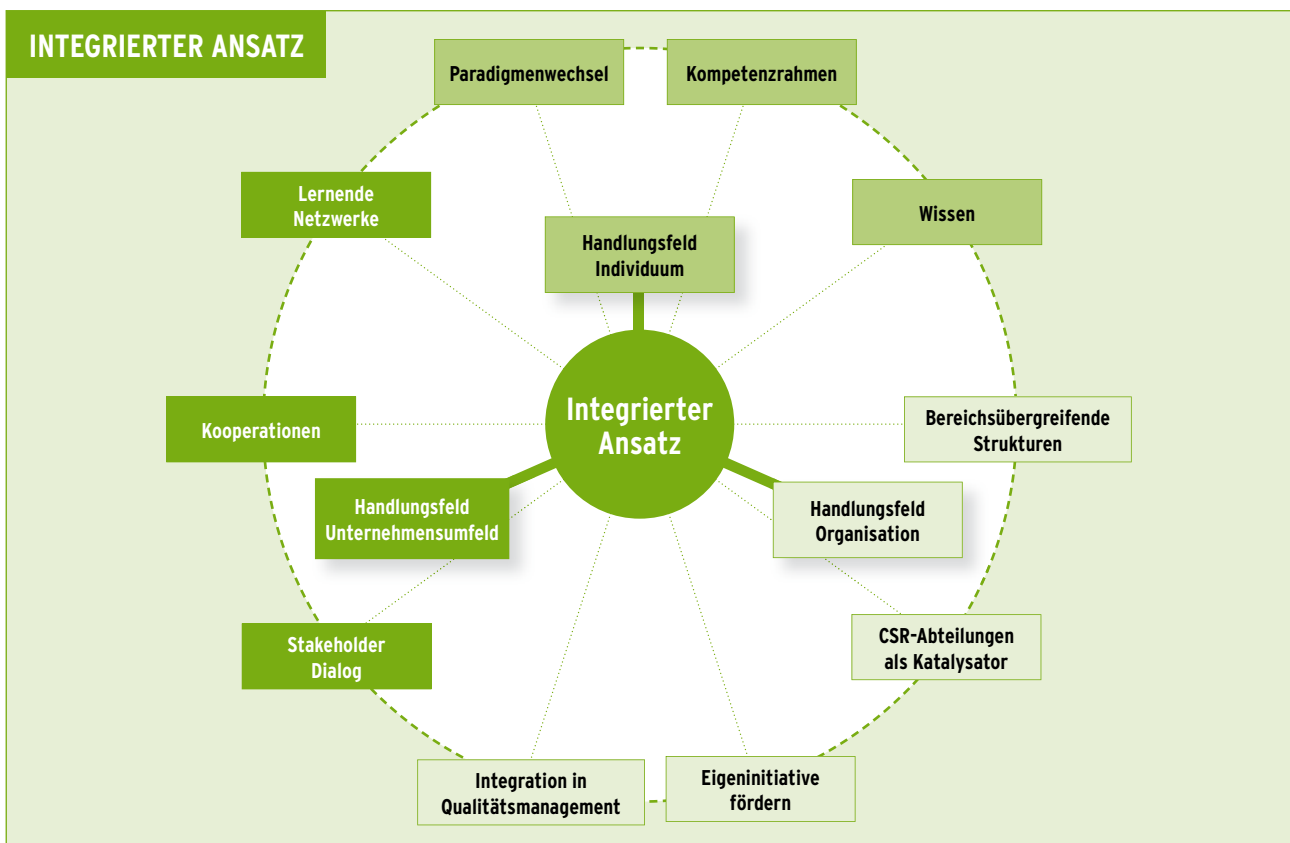 INTEGRIERTER ANSATZ
Paradigmenwechsel
Kompetenzrahmen
Lernende
Netzwerke
Wissen
Handlungsfeld
Individuum
Integrierter
Ansatz
Kooperationen
Bereichsübergreifende
Strukturen
Handlungsfeld
Unternehmensumfeld
Handlungsfeld
Organisation
Stakeholder
Dialog
CSR-Abteilungen
als Katalysator
Integration in
Qualitätsmanagement
Eigeninitiative
fördern